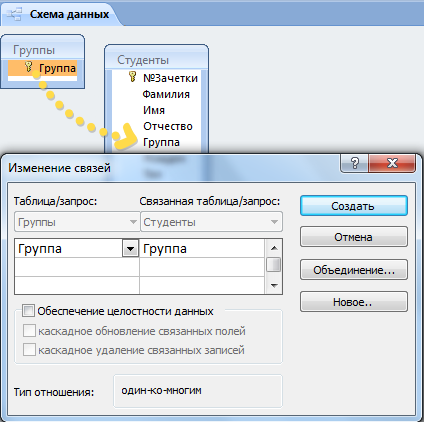 Схема данных
Группы
Группа
Студенты
№Зачетки
Фамилия
Имя
Отчество
Группа
Изменение связей
Таблица/запрос: Связанная таблица/запрос:
Группы Студенты
Группа Группа
Обеспечение целостности данных
каскадное обновление связанных полей
каскадное удаление связанных записей
Тип отношения: один-ко-многим
Создать
Отмена
Объединение...
Новое..